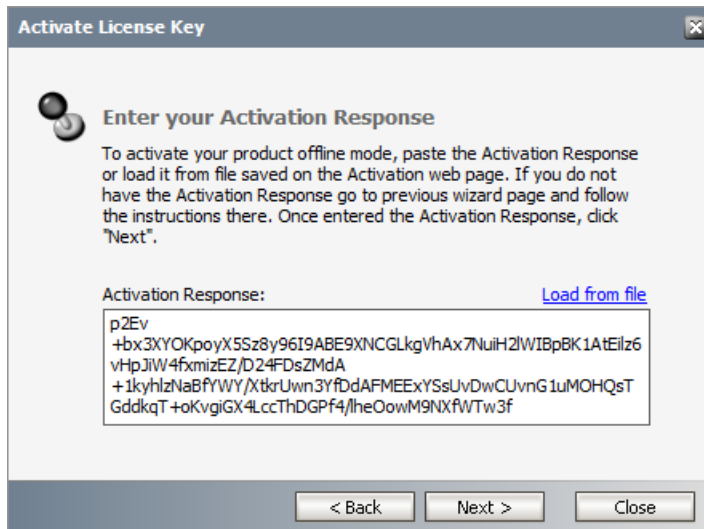 Activate License Key
Enter your Activation Response
To activate your product offline mode, paste the Activation Response
or load it from file saved on the Activation web page. If you do not
have the Activation Response go to previous wizard page and follow
the instructions there. Once entered the Activation Response, click
"Next".
Activation Response:
Load from file
p2Ev
+bx3XYOKpoyX5Sz8y96I9ABE9XNCGLkgVhAx7NuiH2lWIBpBK1AtEilz6
vHpJiW4fxmizEZ/D24FDsZMdA
+1kyhlzNaBfYWY/XtkrUwn3YfDdAFMEExYSsUvDwCUvnG1uMOHQsT
GddkqT+oKvgiGX4LccThDGPf4/lheOowM9NXfWTw3f
< Back
Next >
Close